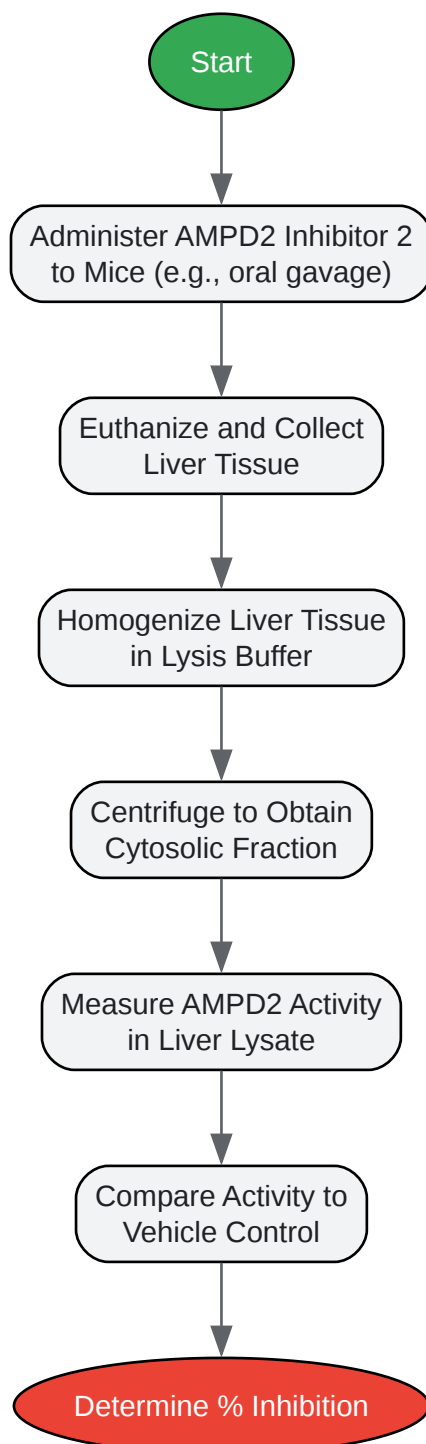 Start
Administer AMPD2 Inhibitor 2
to Mice (e.g., oral gavage)
Euthanize and Collect
Liver Tissue
Homogenize Liver Tissue
in Lysis Buffer
Centrifuge to Obtain
Cytosolic Fraction
Measure AMPD2 Activity
in Liver Lysate
Compare Activity to
Vehicle Control
Determine % Inhibition